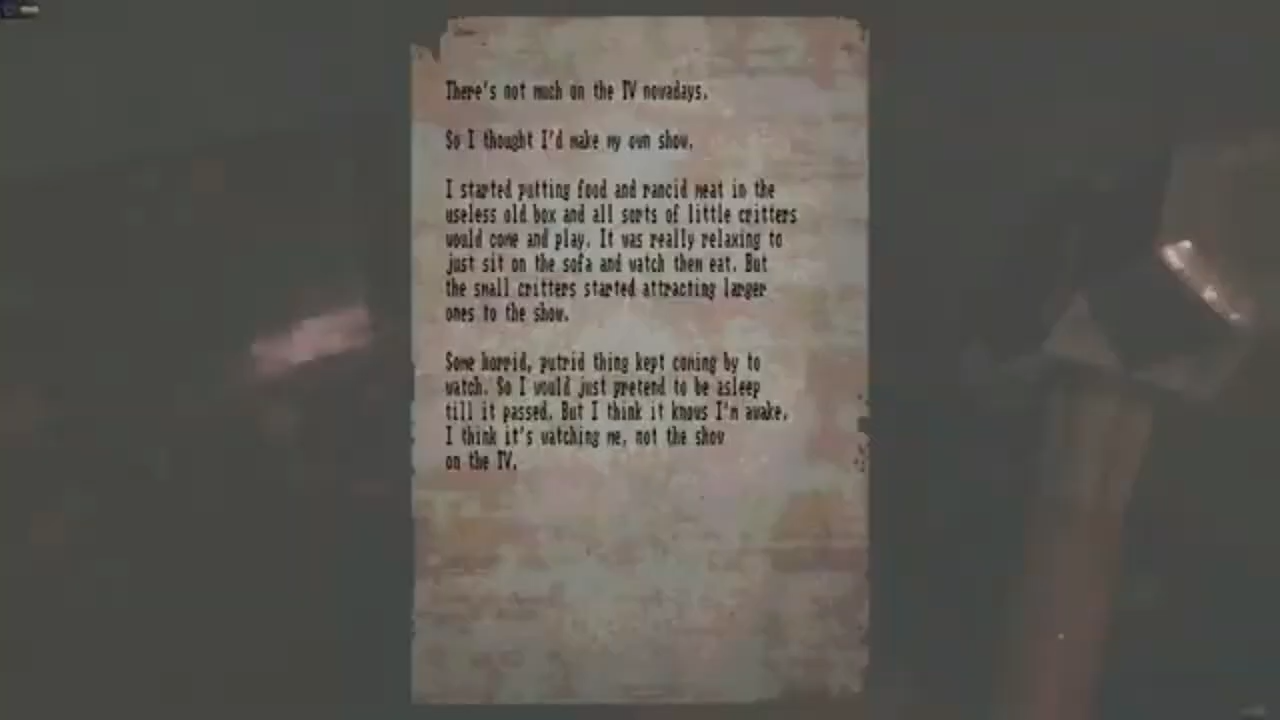 There's not much on the TV nowadays.
So I thought I'd make my own show.
I started putting food and rancid meat in the
useless old box and all sorts of little critters
would come and play. It was really relaxing to
just sit on the sofa and watch them eat. But
the small critters started attracting larger
ones to the show.
Some horrid, putrid thing kept coming by to
watch. So I would just pretend to be asleep
till it passed. But I think it knows I'm awake.
I think it's watching me, not the show
on the TV.